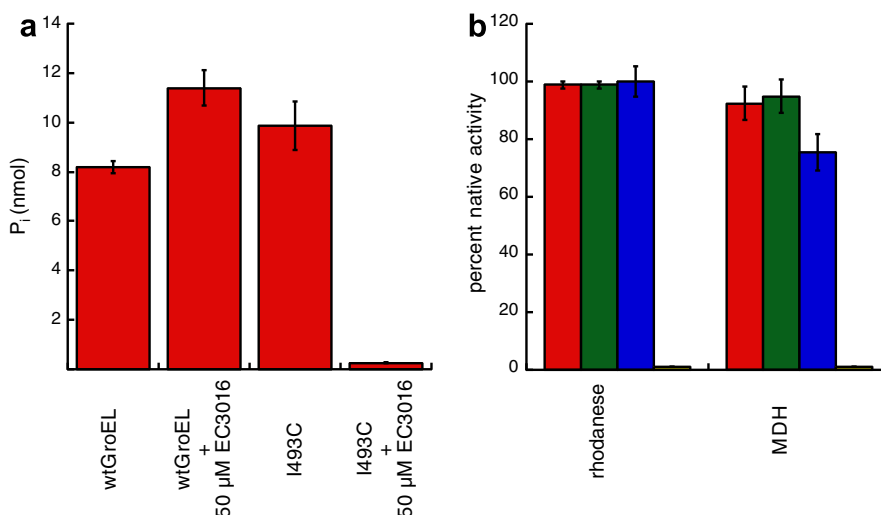 a
14
12
10
8
6
4
2
Pi (nmol)
wtGroEL
wtGroEL
+
50 µM EC3016
I493C
I493C
+
50 µM EC3016
b
120
100
80
60
40
20
0
percent native activity
rhodanese
MDH